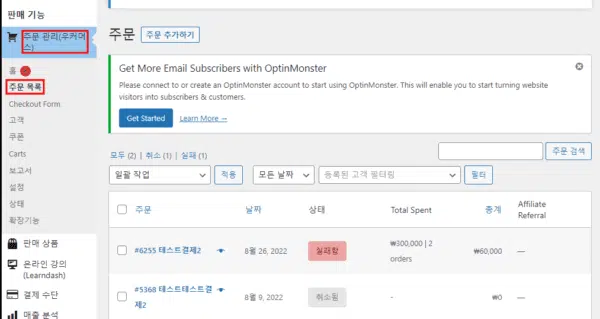 판매 기능
주문 관리(우커머
스)
홈
주문 목록
Checkout Form
고객
쿠폰
Carts
보고서
설정
상태
확장기능
판매 상품
온라인 강의
(Learndash)
결제 수단
매출 분석
주문
주문 추가하기
Get More Email Subscribers with OptinMonster
Please connect to or create an OptinMonster account to start using OptinMonster. This will enable you to start turning website
visitors into subscribers & customers.
Get Started
Learn More →
모두 (2) | 취소 (1) | 실패 (1)
주문 검색
일괄 작업
적용
모든 날짜
등록된 고객 필터링
필터
주문 날짜 상태 Total Spent 총계 Affiliate
Referral
#6255 테스트결제2 8월 26, 2022 실패함 ₩300,000 | 2
orders ₩60,000 —
#5368 테스트테스트결
제2 8월 9, 2022 취소됨 - ₩0 —